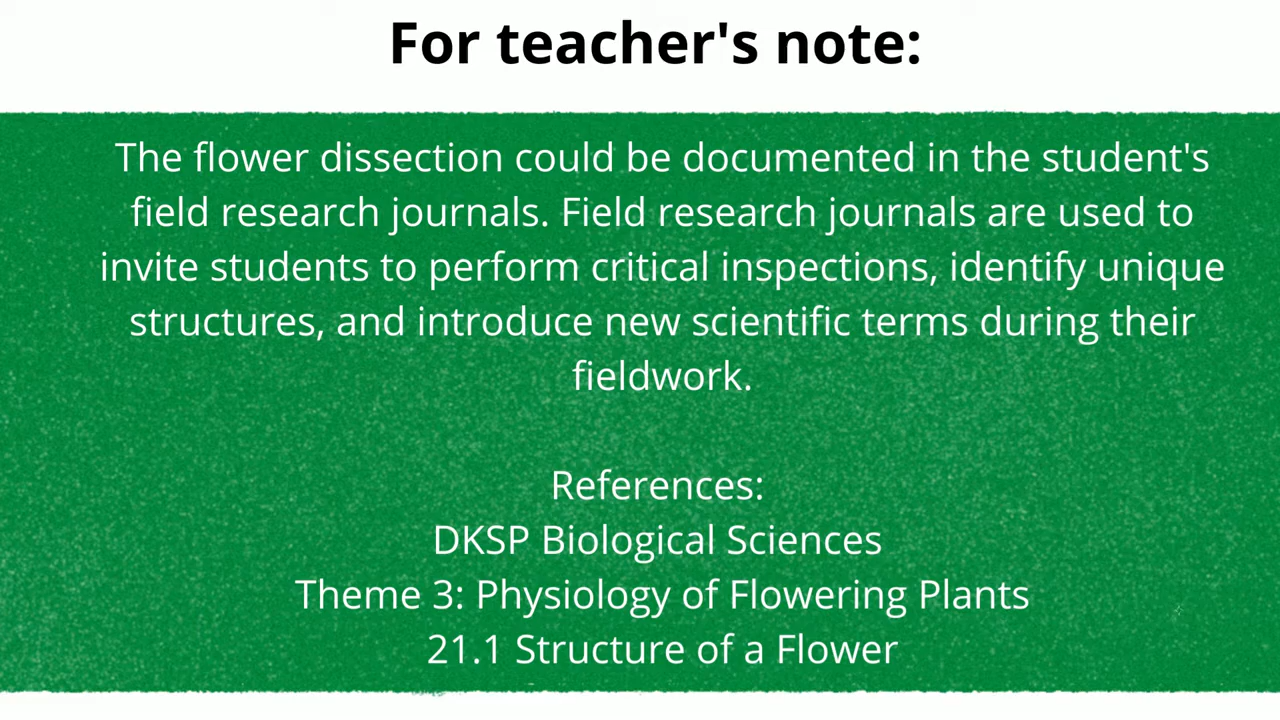 For teacher's note:
The flower dissection could be documented in the student's
field research journals. Field research journals are used to
invite students to perform critical inspections, identify unique
structures, and introduce new scientific terms during their
fieldwork.
References:
DKSP Biological Sciences
Theme 3: Physiology of Flowering Plants
21.1 Structure of a Flower